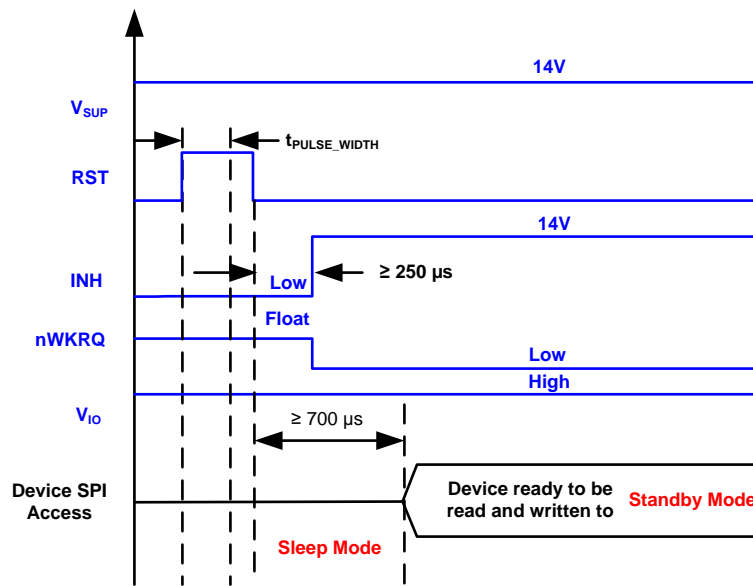 14V
VSUP
tPULSE_WIDTH
RST
14V
≥ 250 µs
INH
Low
Float
nWKRQ
Low
High
VIO
≥ 700 µs
Device SPI
Access
Device ready to be
read and written to
Standby Mode
Sleep Mode